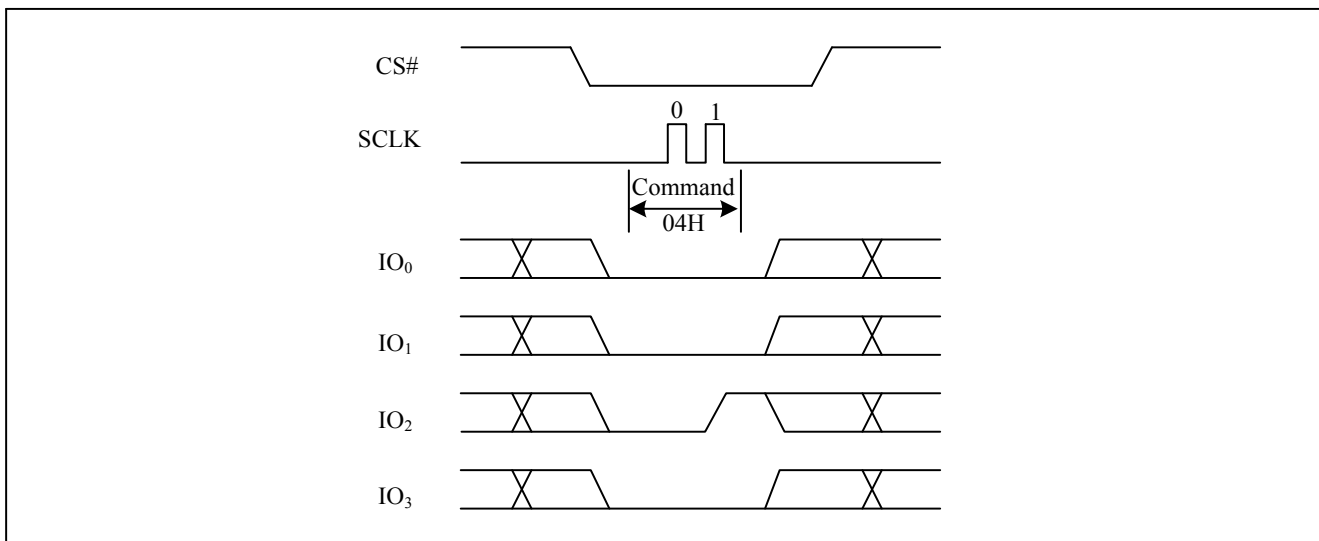 CS#
0 1
SCLK
Command
04H
IO₀
IO₁
IO₂
IO₃